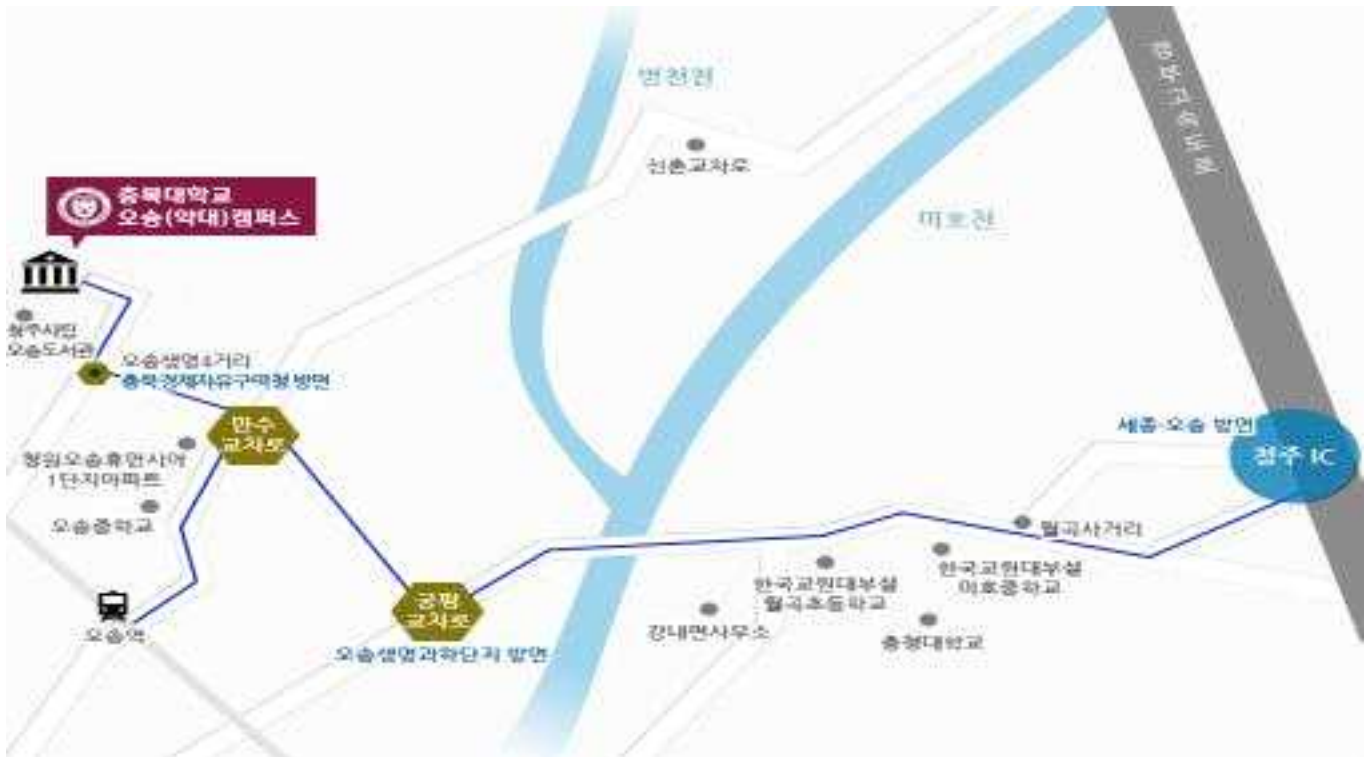 경부고속도로
병천천
신촌교차로
미호천
충북대학교
오송(약대)캠퍼스
청주시립
오송도서관
오송생명4거리
충북경제자유구역청 방면
만수
교차로
청원오송휴먼시아
1단지아파트
오송중학교
오송역
궁평
교차로
오송생명과학단지 방면
세종·오송 방면
청주 IC
월곡사거리
한국교원대부설
미호중학교
한국교원대부설
월곡초등학교
강내면사무소
충청대학교